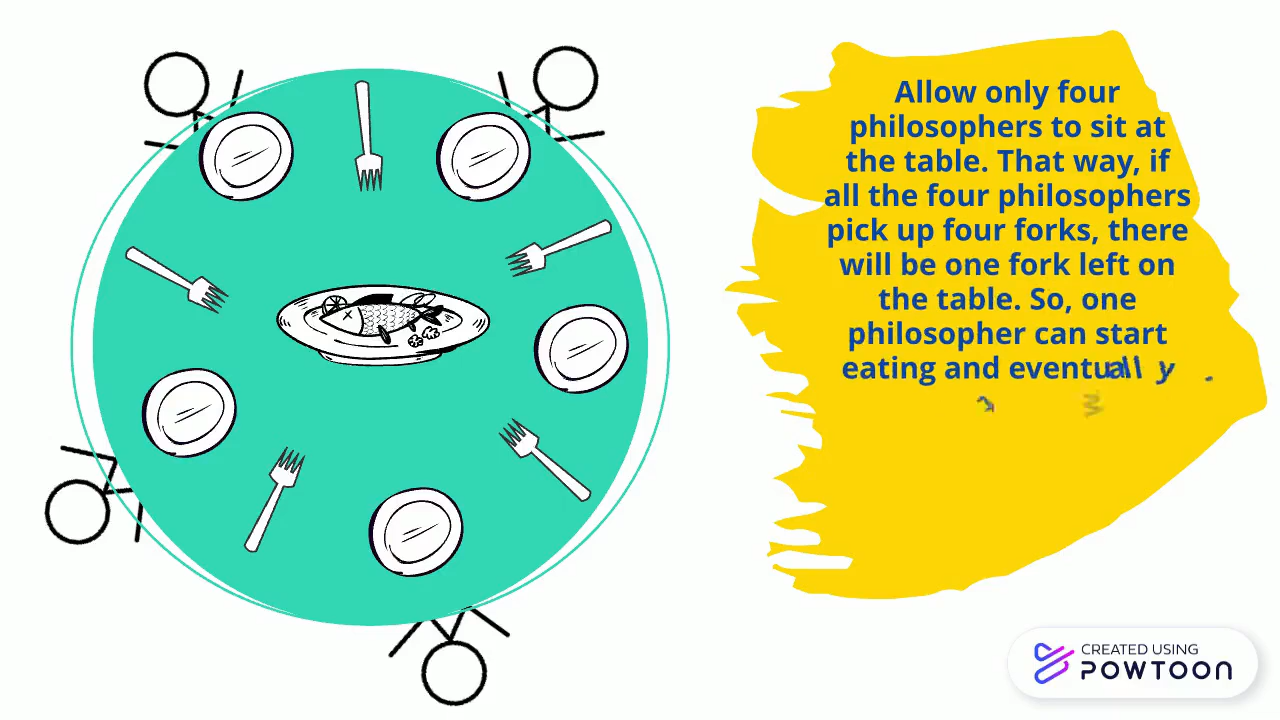 Allow only four
philosophers to sit at
the table. That way, if
all the four philosophers
pick up four forks, there
will be one fork left on
the table. So, one
philosopher can start
eating and eventually
CREATED USING
POWTOON